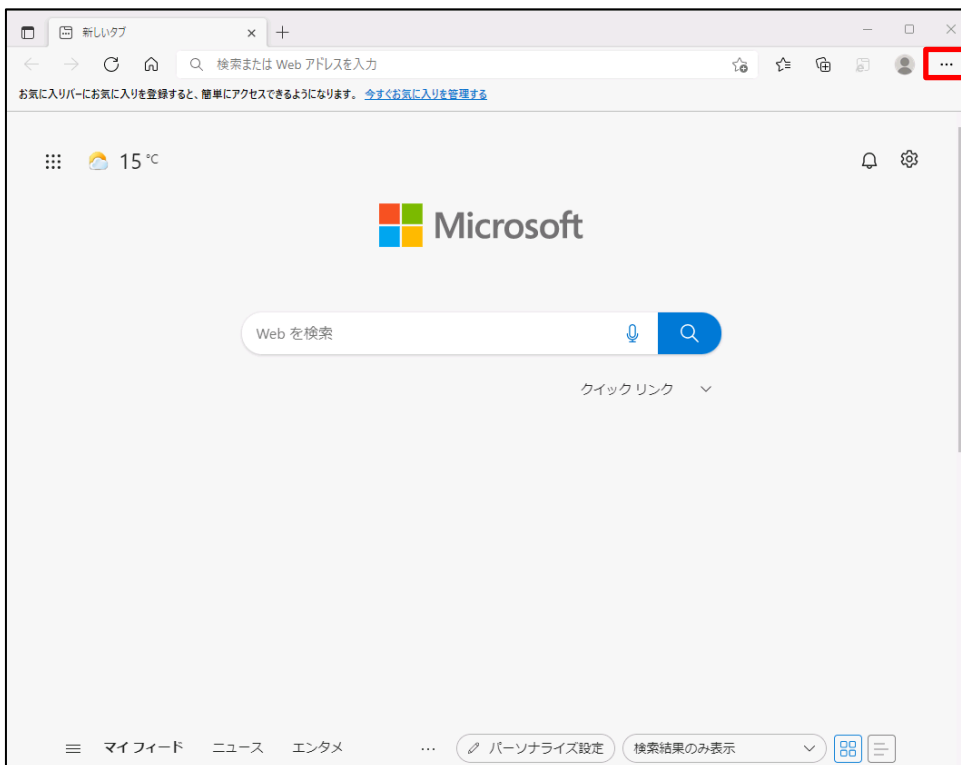 新しいタブ
検索または Web アドレスを入力
お気に入りバーにお気に入りを登録すると、簡単にアクセスできるようになります。 今すぐお気に入りを管理する
15 ℃
Microsoft
Web を検索
クイック リンク
マイ フィード ニュース エンタメ ... パーソナライズ設定 検索結果のみ表示